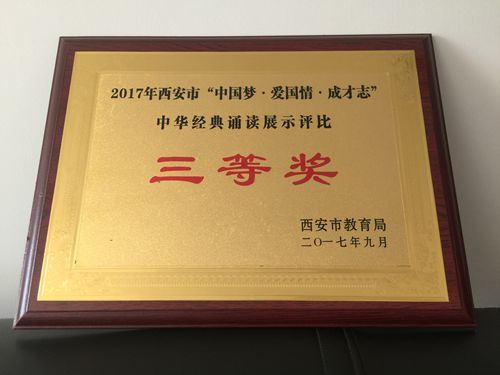 2017年西安市“中国梦·爱国情·成才志”
中华经典诵读展示评比
三等奖
西安市教育局
二〇一七年九月